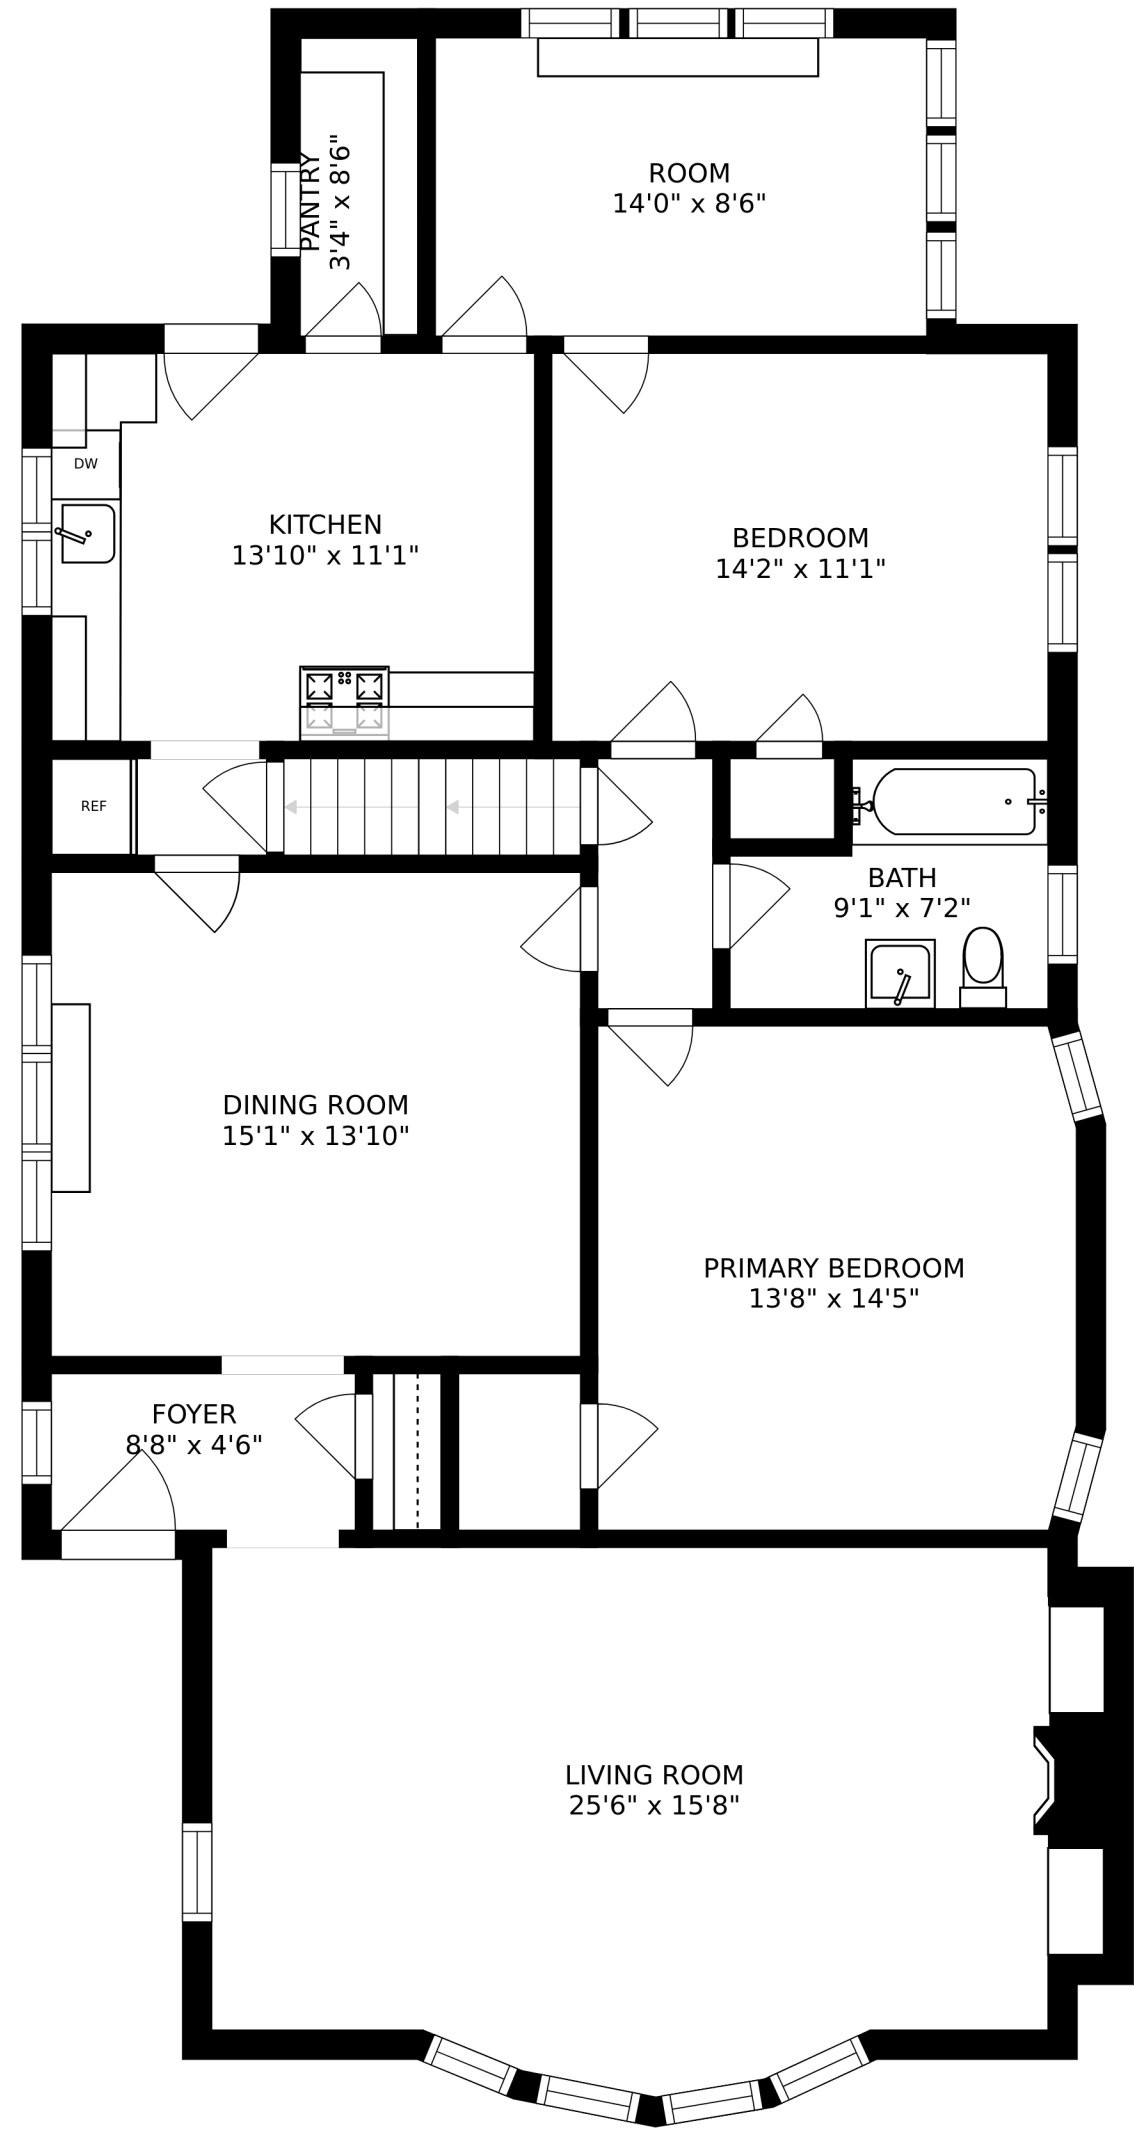 ROOM
14'0" x 8'6"
PANTRY
3'4" x 8'6"
DW
KITCHEN
13'10" x 11'1"
BEDROOM
14'2" x 11'1"
REF
BATH
9'1" x 7'2"
DINING ROOM
15'1" x 13'10"
PRIMARY BEDROOM
13'8" x 14'5"
FOYER
8'8" x 4'6"
LIVING ROOM
25'6" x 15'8"